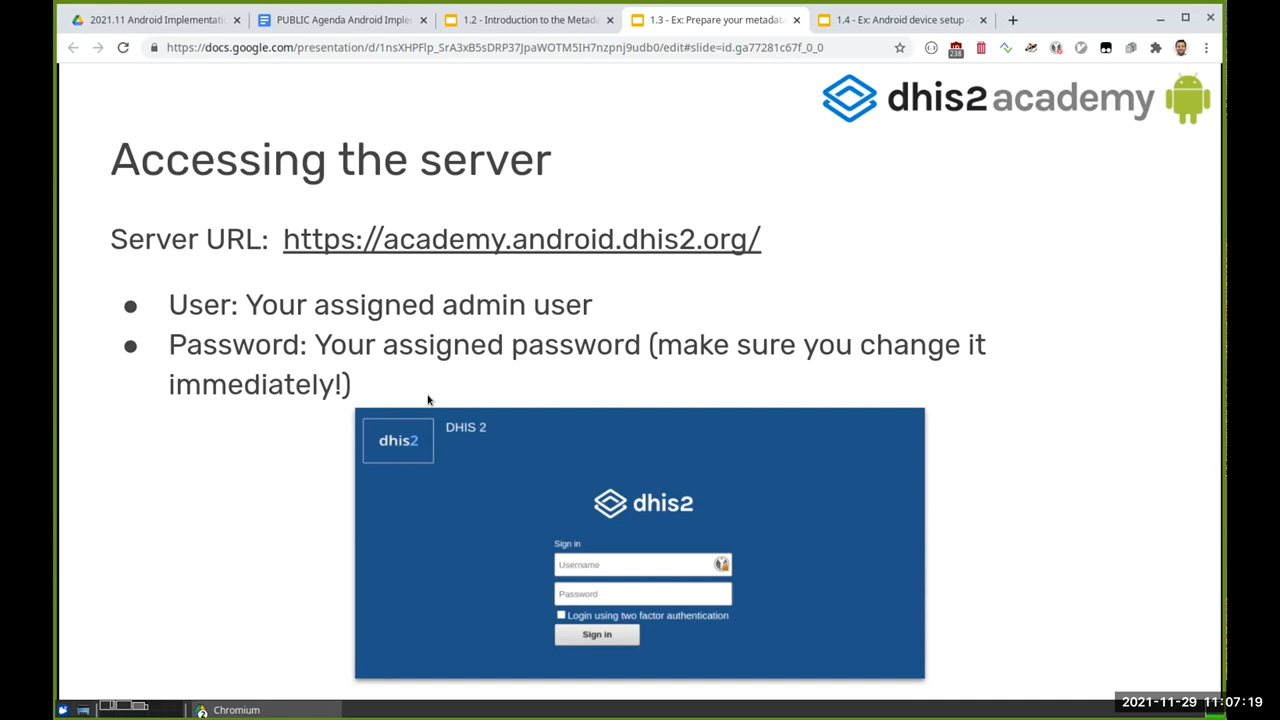 2021.11 Android Implementati
PUBLIC Agenda Android Imple
1.2 - Introduction to the Metad
1.3 - Ex: Prepare your metadat
1.4 - Ex: Android device setup -
https://docs.google.com/presentation/d/1nsXHPFlp_SrA3xB5sDRP37JpaWOTM5IH7nzpnj9udb0/edit#slide=id.ga77281c67f_0_0
238
dhis2 academy
Accessing the server
Server URL: https://academy.android.dhis2.org/
● User: Your assigned admin user
● Password: Your assigned password (make sure you change it
immediately!)
dhis2
DHIS 2
dhis2
Sign in
Username
Password
Login using two factor authentication
Sign in
Chromium
2021-11-29 11:07:19